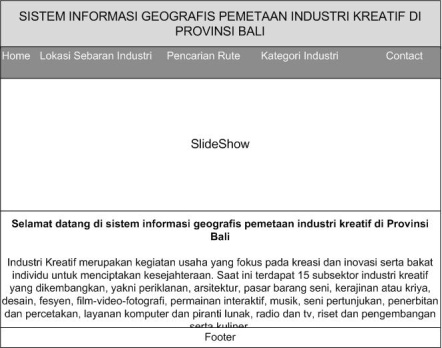 SISTEM INFORMASI GEOGRAFIS PEMETAAN INDUSTRI KREATIF DI
PROVINSI BALI
Home Lokasi Sebaran Industri Pencarian Rute Kategori Industri Contact
SlideShow
Selamat datang di sistem informasi geografis pemetaan industri kreatif di Provinsi
Bali
Industri Kreatif merupakan kegiatan usaha yang fokus pada kreasi dan inovasi serta bakat
individu untuk menciptakan kesejahteraan. Saat ini terdapat 15 subsektor industri kreatif
yang dikembangkan, yakni periklanan, arsitektur, pasar barang seni, kerajinan atau kriya,
desain, fesyen, film-video-fotografi, permainan interaktif, musik, seni pertunjukan, penerbitan
dan percetakan, layanan komputer dan piranti lunak, radio dan tv, riset dan pengembangan
serta kuliner
Footer